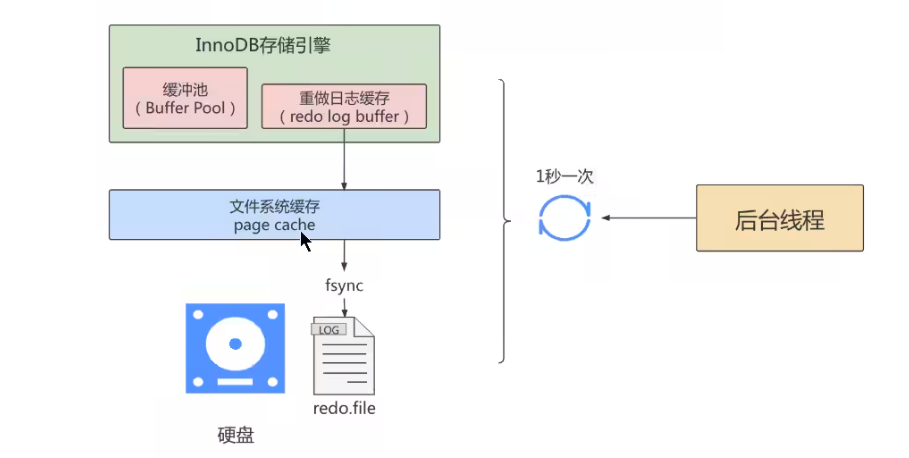 InnoDB存储引擎
缓冲池
（Buffer Pool）
重做日志缓存
（redo log buffer）
文件系统缓存
page cache
fsync
LOG
redo.file
硬盘
1秒一次
后台线程